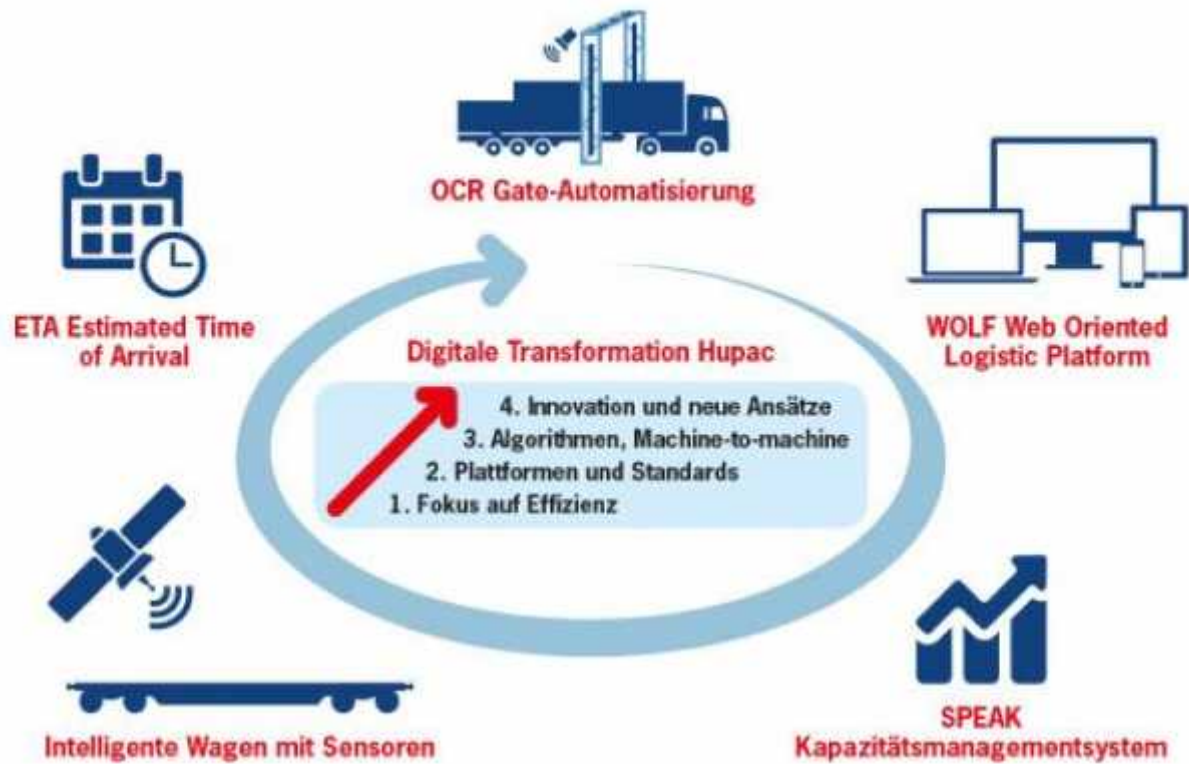 OCR Gate-Automatisierung
ETA Estimated Time
of Arrival
WOLF Web Oriented
Logistic Platform
Digitale Transformation Hupac
4. Innovation und neue Ansätze
3. Algorithmen, Machine-to-machine
2. Plattformen und Standards
1. Fokus auf Effizienz
Intelligente Wagen mit Sensoren
SPEAK
Kapazitätsmanagementsystem